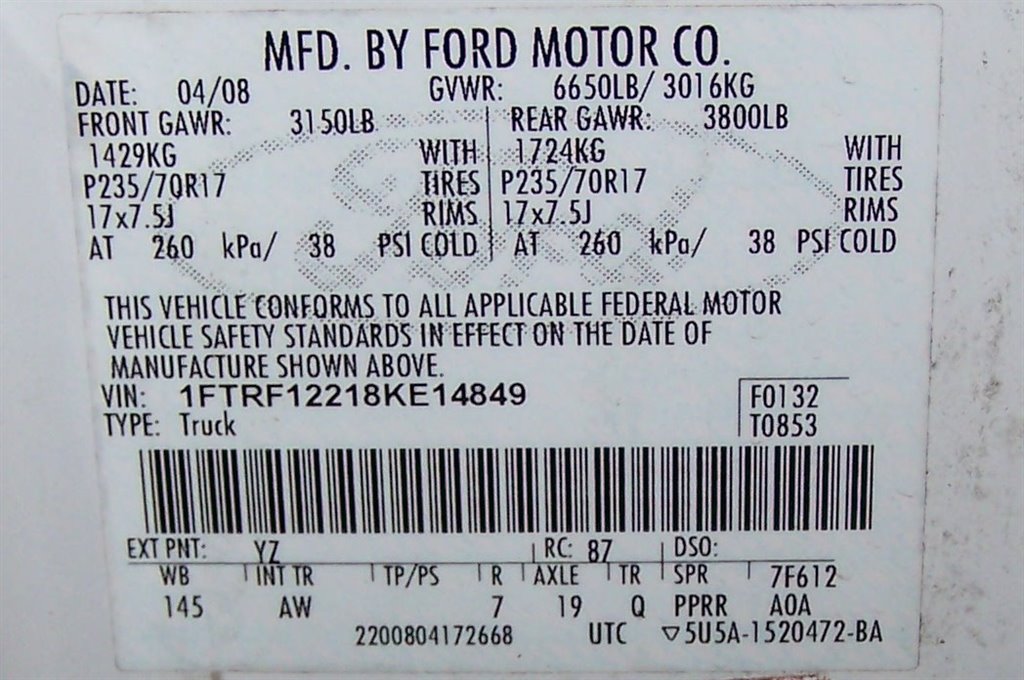 MFD. BY FORD MOTOR CO.
DATE: 04/08 GVWR: 6650LB/ 3016KG
FRONT GAWR: 3150LB REAR GAWR: 3800LB
1429KG WITH 1724KG WITH
P235/70R17 TIRES P235/70R17 TIRES
17x7.5J RIMS 17x7.5J RIMS
AT 260 kPa/ 38 PSI COLD AT 260 kPa/ 38 PSI COLD
THIS VEHICLE CONFORMS TO ALL APPLICABLE FEDERAL MOTOR
VEHICLE SAFETY STANDARDS IN EFFECT ON THE DATE OF
MANUFACTURE SHOWN ABOVE.
VIN: 1FTRF12218KE14849 F0132
TYPE: Truck T0853
EXT PNT: YZ RC: 87 DSO:
WB INT TR TP/PS R AXLE TR SPR 7F612
145 AW 7 19 Q PPRR A0A
2200804172668 UTC ▽5U5A-1520472-BA